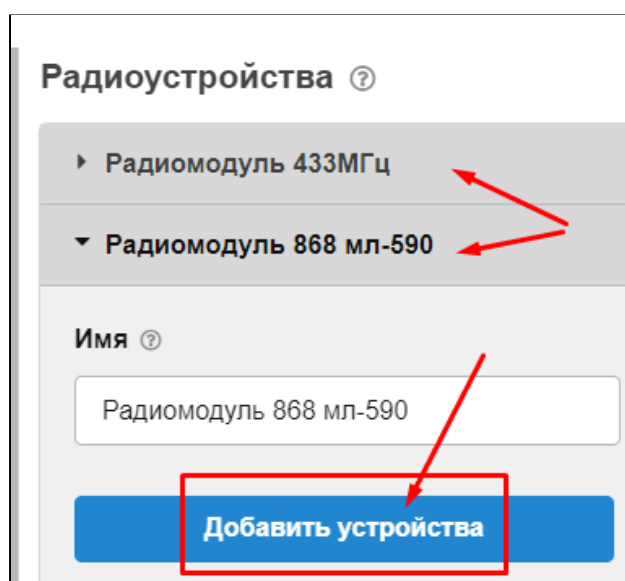 Радиоустройства ?
Радиомодуль 433МГц
Радиомодуль 868 мл-590
Имя ?
Радиомодуль 868 мл-590
Добавить устройства